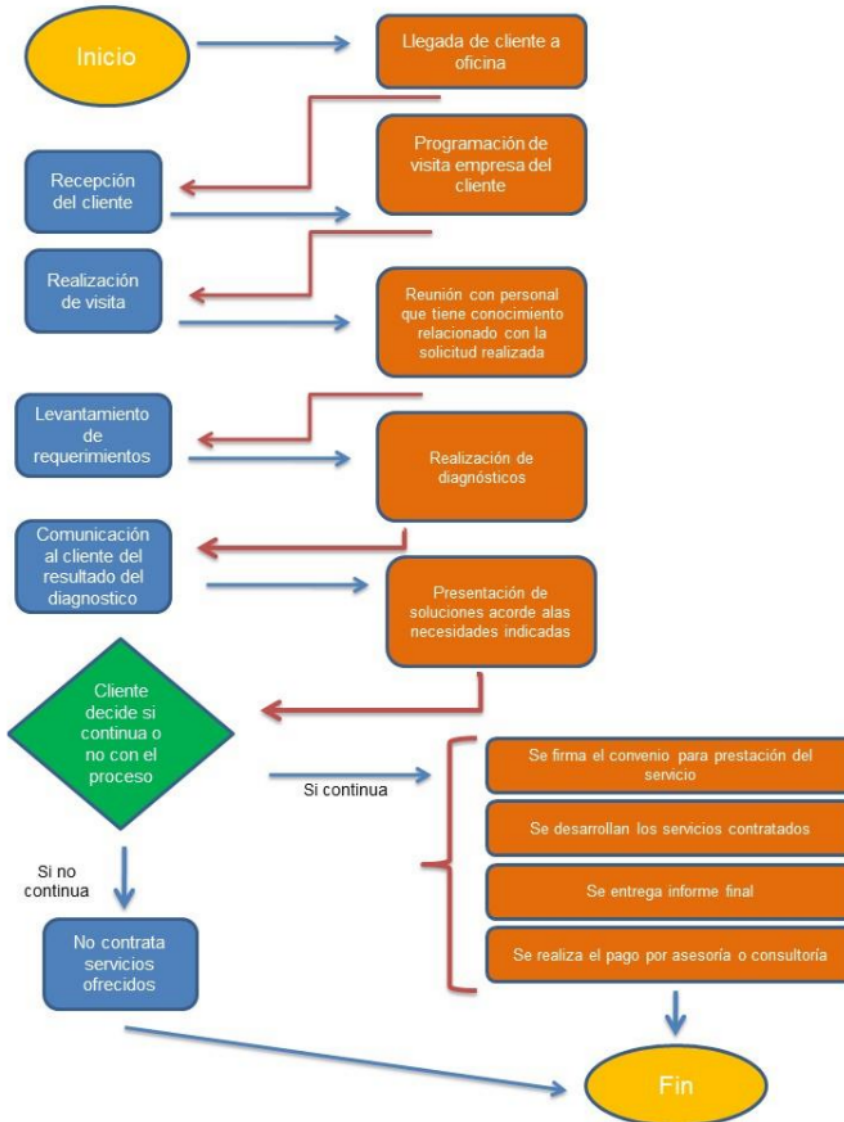 Inicio
Llegada de cliente a
oficina
Recepción
del cliente
Programación de
visita empresa del
cliente
Realización
de visita
Reunión con personal
que tiene conocimiento
relacionado con la
solicitud realizada
Levantamiento
de
requerimientos
Realización de
diagnósticos
Comunicación
al cliente del
resultado del
diagnostico
Presentación de
soluciones acorde alas
necesidades indicadas
Cliente
decide si
continua o
no con el
proceso
Si continua
Se firma el convenio para prestación del
servicio
Se desarrollan los servicios contratados
Se entrega informe final
Se realiza el pago por asesoría o consultoría
Si no
continua
No contrata
servicios
ofrecidos
Fin